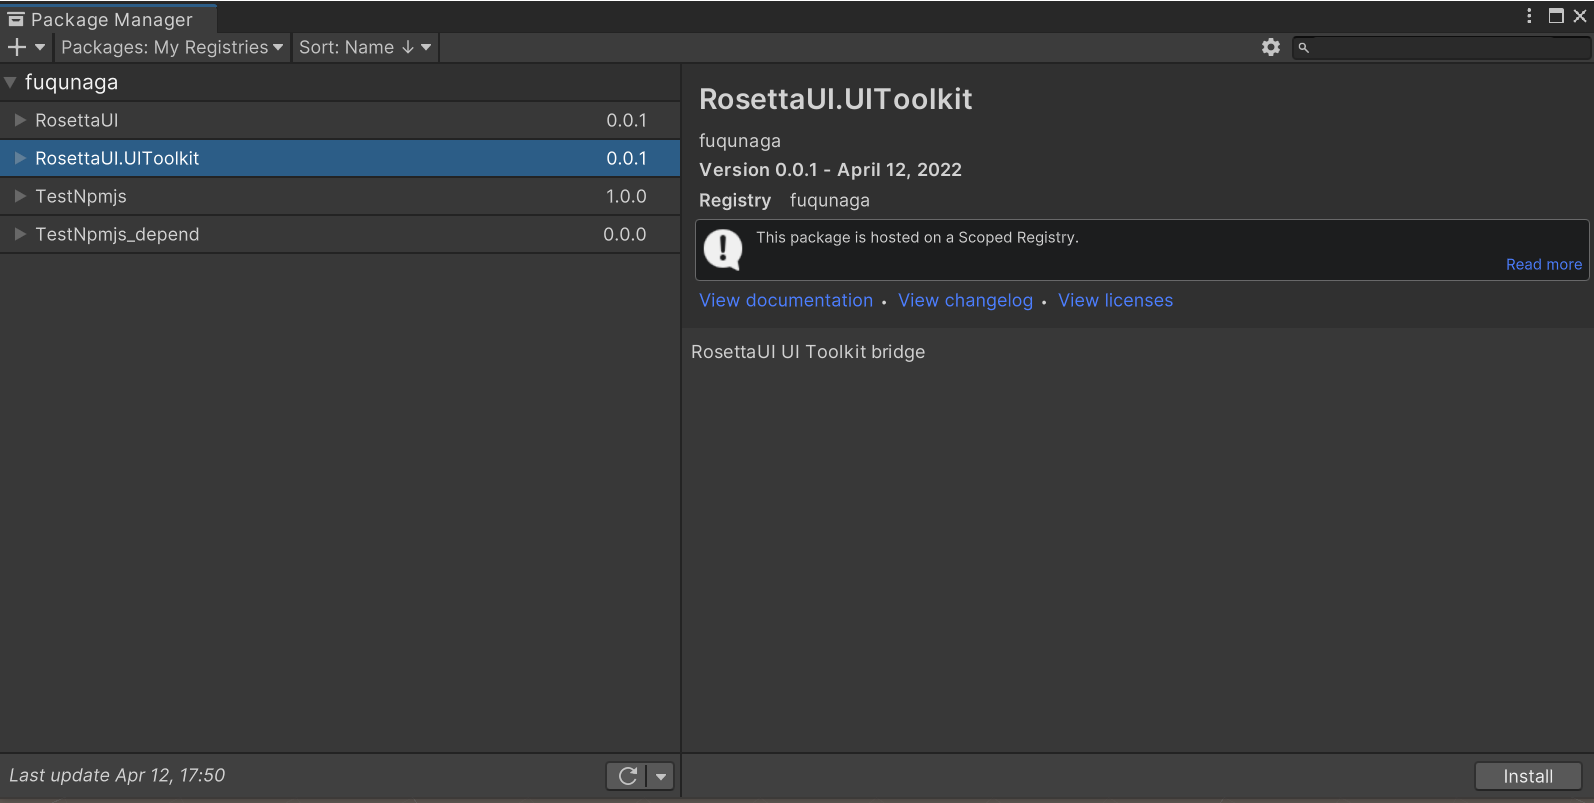 Package Manager
Packages: My Registries
Sort: Name ↓
fuqunaga
RosettaUI 0.0.1
RosettaUI.UIToolkit 0.0.1
TestNpmjs 1.0.0
TestNpmjs_depend 0.0.0
Last update Apr 12, 17:50
RosettaUI.UIToolkit
fuqunaga
Version 0.0.1 - April 12, 2022
Registry fuqunaga
This package is hosted on a Scoped Registry.
Read more
View documentation • View changelog • View licenses
RosettaUI UI Toolkit bridge
Install